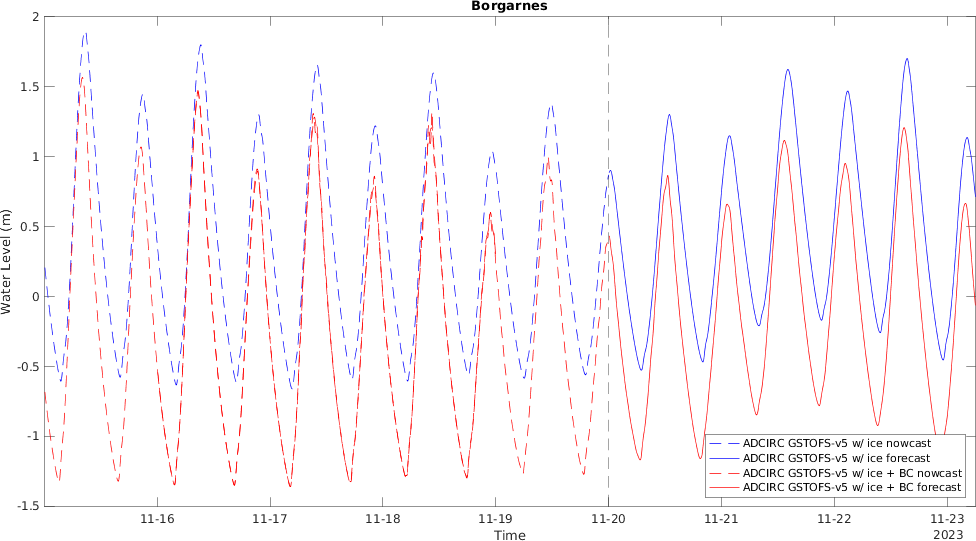 Borgarnes
Water Level (m)
2
1.5
1
0.5
0
-0.5
-1
-1.5
11-16
11-17
11-18
11-19
11-20
11-21
11-22
11-23
2023
Time
ADCIRC GSTOFS-v5 w/ ice nowcast
ADCIRC GSTOFS-v5 w/ ice forecast
ADCIRC GSTOFS-v5 w/ ice + BC nowcast
ADCIRC GSTOFS-v5 w/ ice + BC forecast